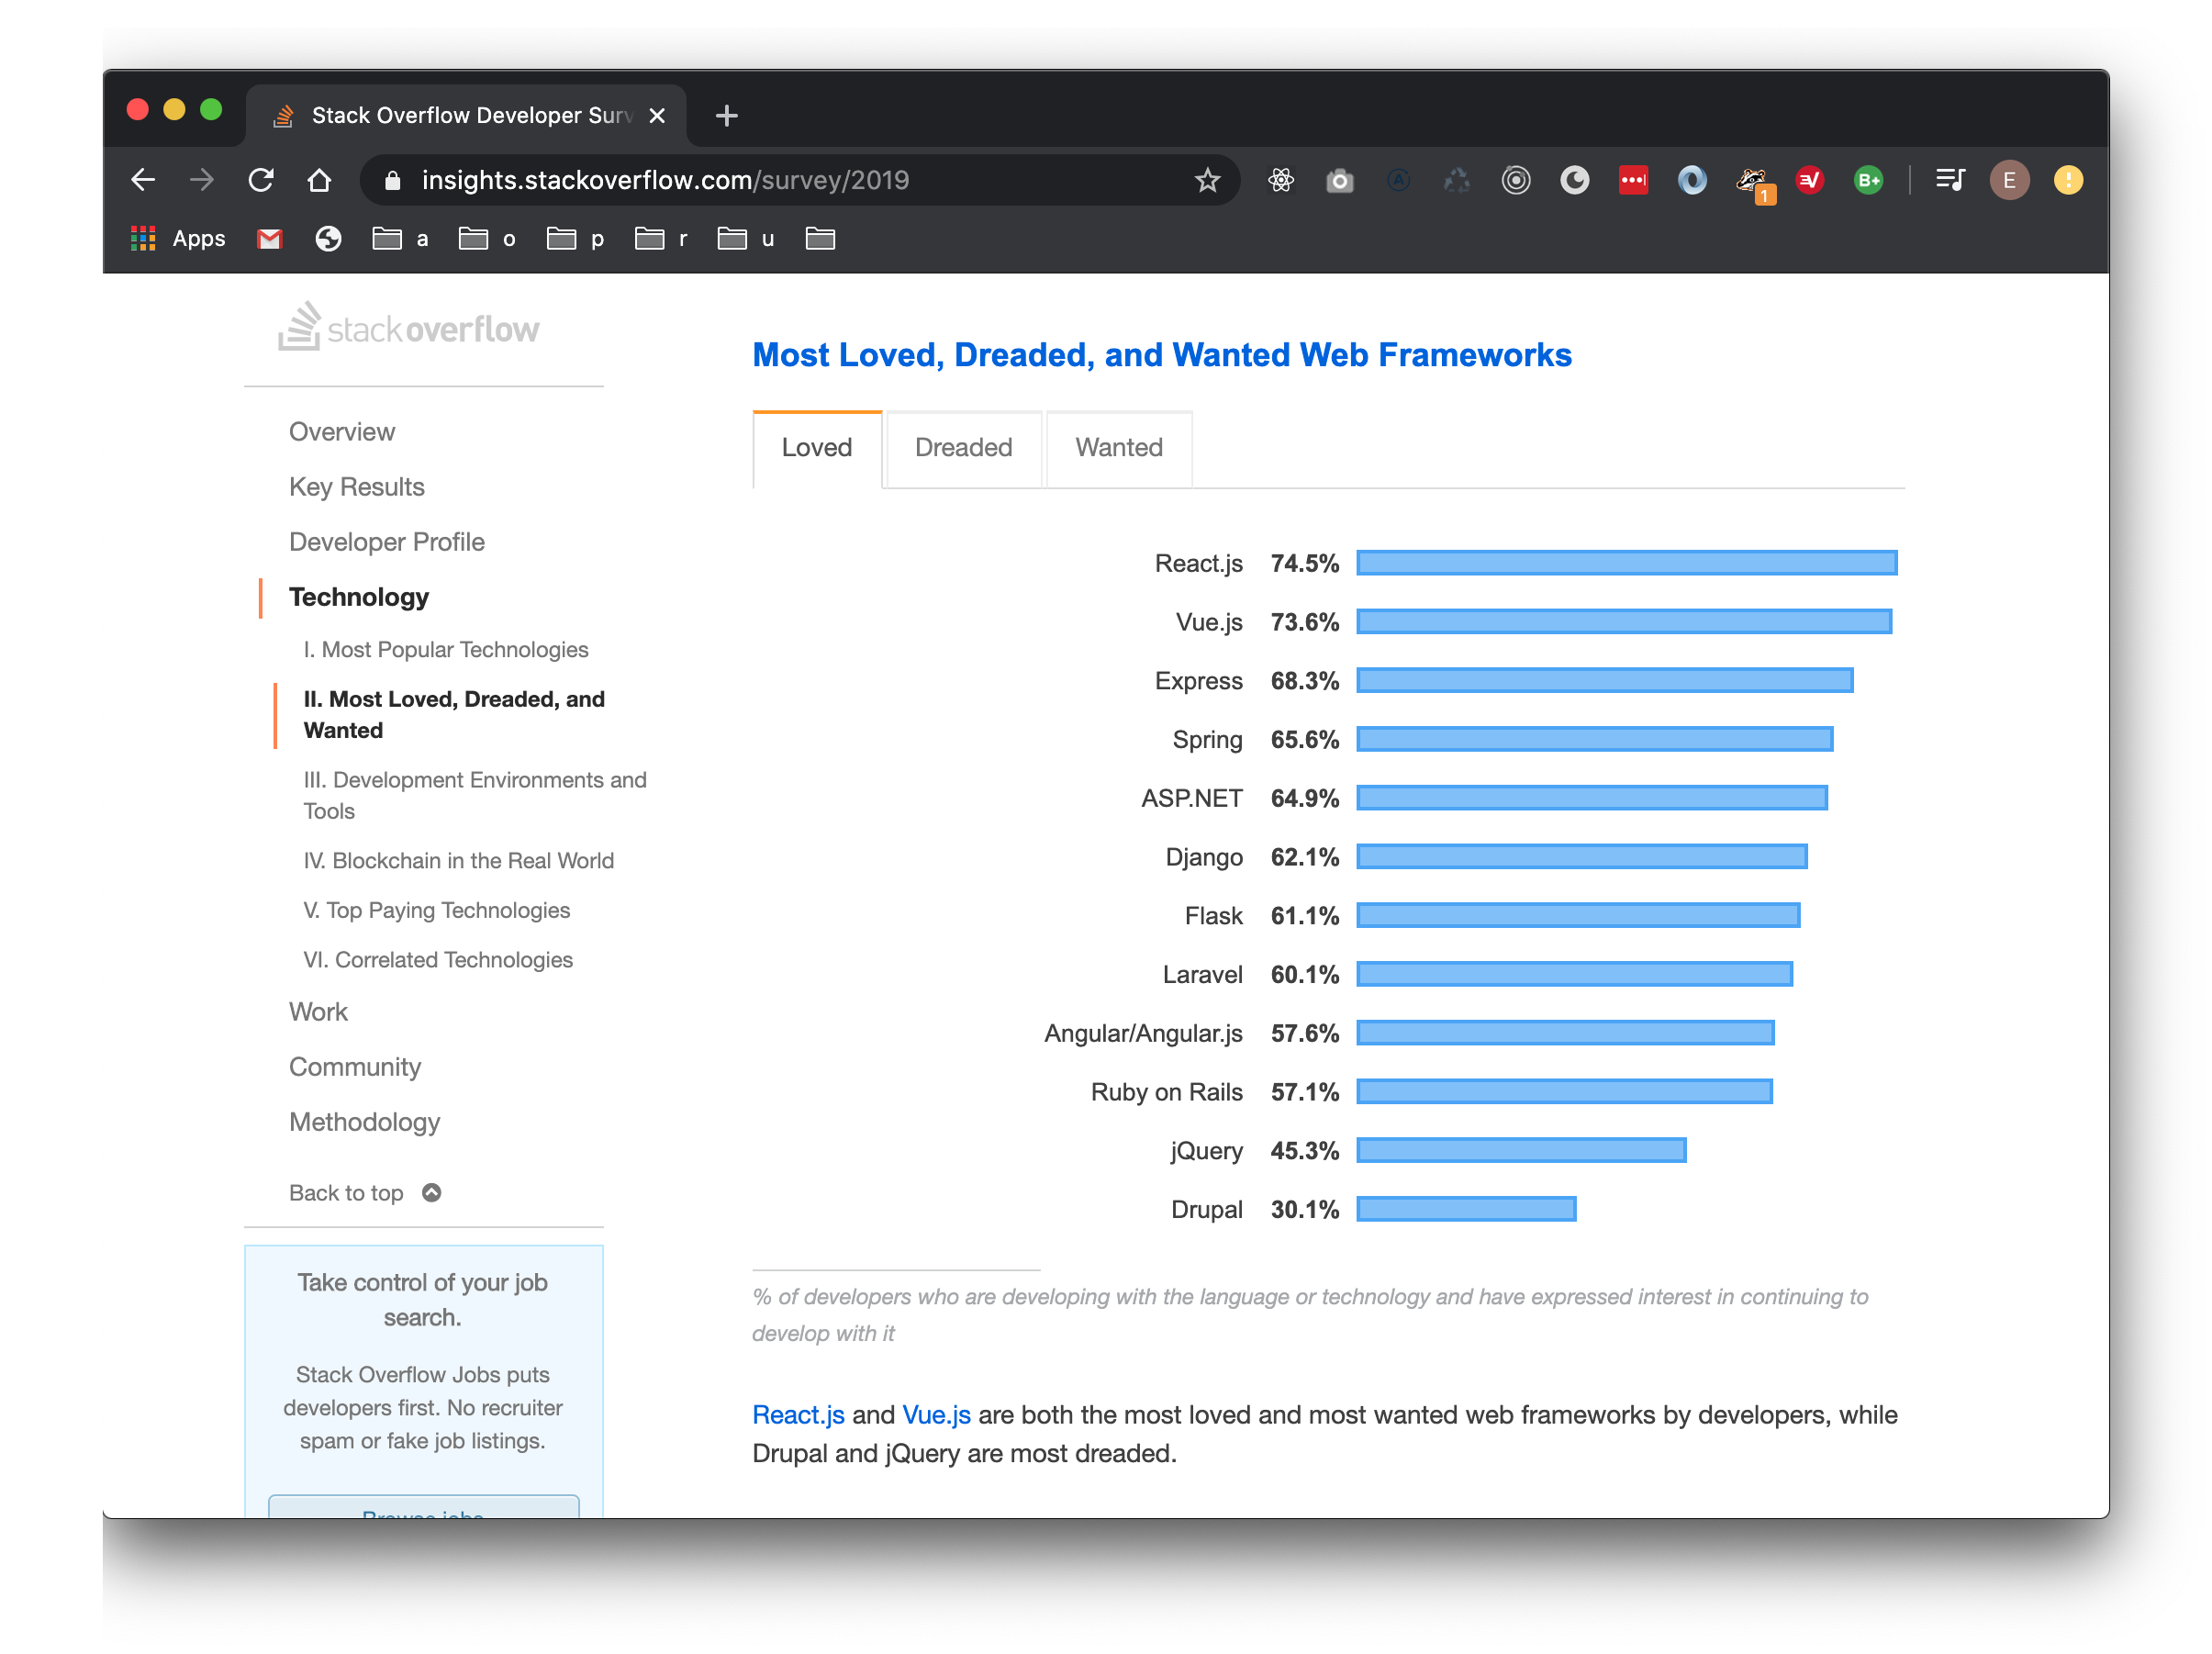 Stack Overflow Developer Surv
insights.stackoverflow.com/survey/2019
E
1
B+
Apps
a
o
p
r
u
stackoverflow
Overview
Key Results
Developer Profile
Technology
I. Most Popular Technologies
II. Most Loved, Dreaded, and
Wanted
III. Development Environments and
Tools
IV. Blockchain in the Real World
V. Top Paying Technologies
VI. Correlated Technologies
Work
Community
Methodology
Back to top
Take control of your job
search.
Stack Overflow Jobs puts
developers first. No recruiter
spam or fake job listings.
Browse jobs
Most Loved, Dreaded, and Wanted Web Frameworks
Loved
Dreaded
Wanted
React.js 74.5%
Vue.js 73.6%
Express 68.3%
Spring 65.6%
ASP.NET 64.9%
Django 62.1%
Flask 61.1%
Laravel 60.1%
Angular/Angular.js 57.6%
Ruby on Rails 57.1%
jQuery 45.3%
Drupal 30.1%
% of developers who are developing with the language or technology and have expressed interest in continuing to
develop with it
React.js and Vue.js are both the most loved and most wanted web frameworks by developers, while
Drupal and jQuery are most dreaded.